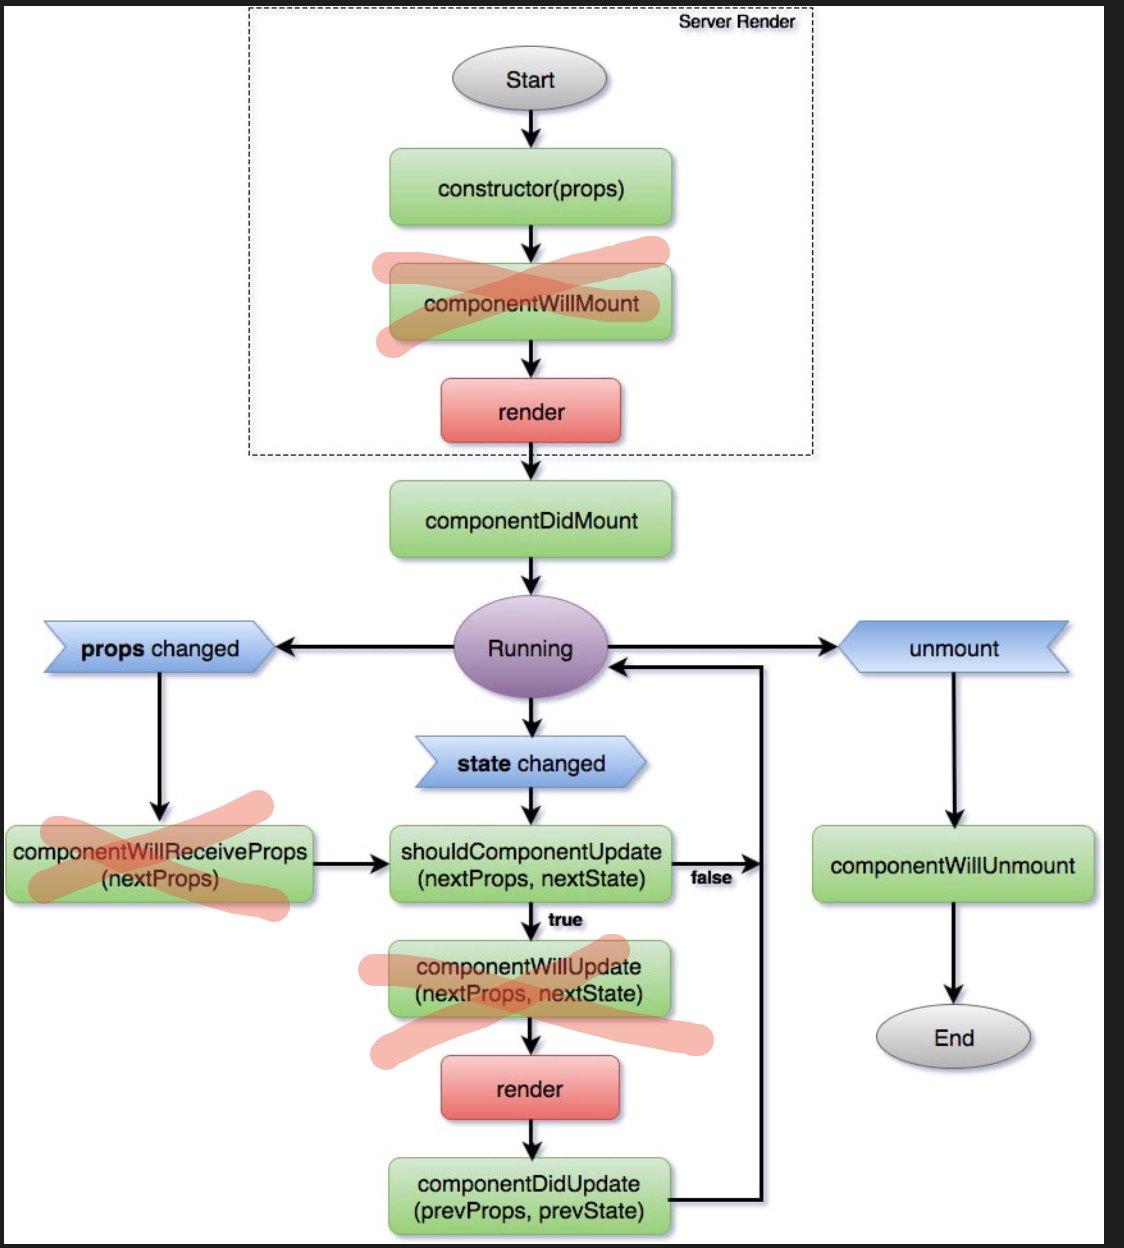 Server Render
Start
constructor(props)
componentWillMount
render
componentDidMount
props changed
Running
unmount
state changed
componentWillReceiveProps
(nextProps)
shouldComponentUpdate
(nextProps, nextState)
false
componentWillUnmount
true
componentWillUpdate
(nextProps, nextState)
End
render
componentDidUpdate
(prevProps, prevState)